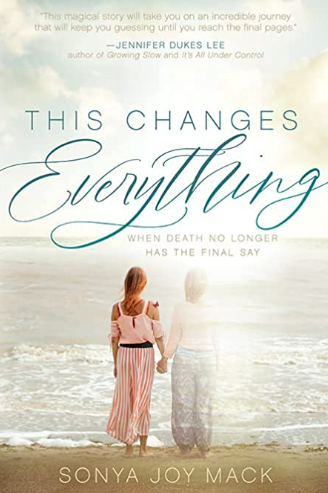 "This magical story will take you on an incredible journey
that will keep you guessing until you reach the final pages."
—JENNIFER DUKES LEE
author of Growing Slow and It's All Under Control
THIS CHANGES
Everything
WHEN DEATH NO LONGER
HAS THE FINAL SAY
SONYA JOY MACK